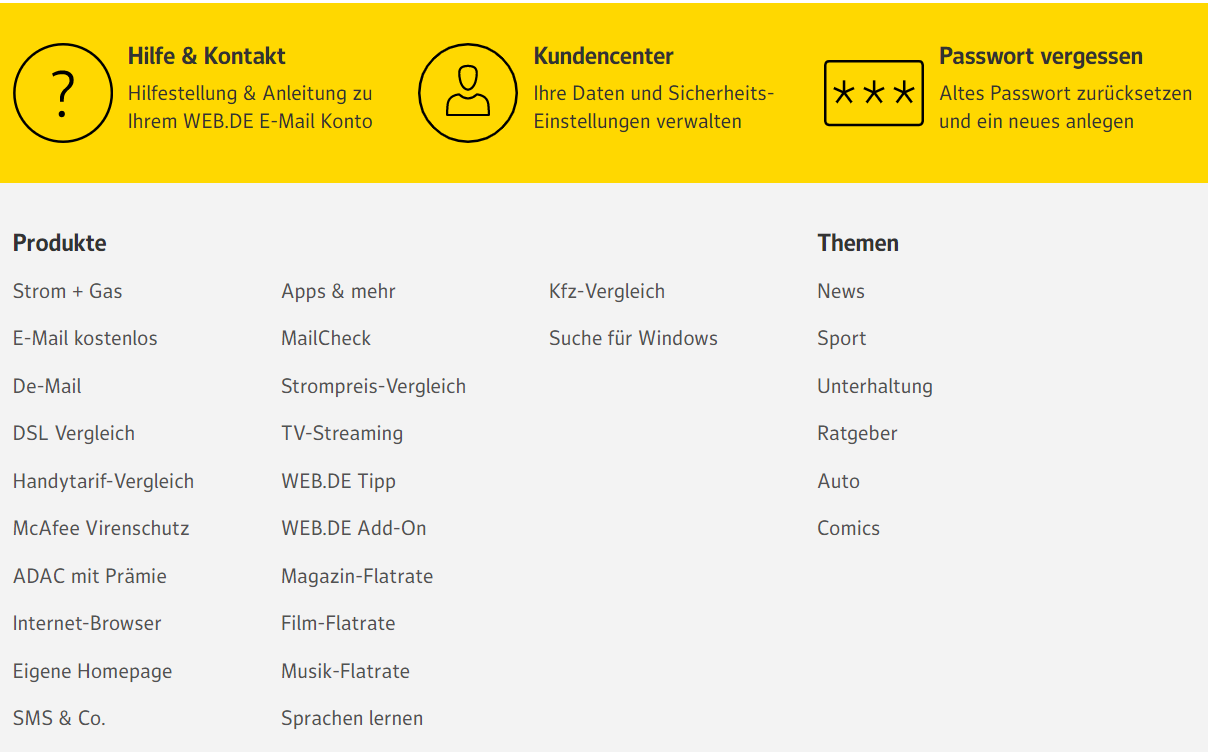 ?
Hilfe & Kontakt
Hilfestellung & Anleitung zu
Ihrem WEB.DE E-Mail Konto
Kundencenter
Ihre Daten und Sicherheits-
Einstellungen verwalten
***
Passwort vergessen
Altes Passwort zurücksetzen
und ein neues anlegen
Produkte
Strom + Gas
E-Mail kostenlos
De-Mail
DSL Vergleich
Handytarif-Vergleich
McAfee Virenschutz
ADAC mit Prämie
Internet-Browser
Eigene Homepage
SMS & Co.
Apps & mehr
MailCheck
Strompreis-Vergleich
TV-Streaming
WEB.DE Tipp
WEB.DE Add-On
Magazin-Flatrate
Film-Flatrate
Musik-Flatrate
Sprachen lernen
Kfz-Vergleich
Suche für Windows
Themen
News
Sport
Unterhaltung
Ratgeber
Auto
Comics